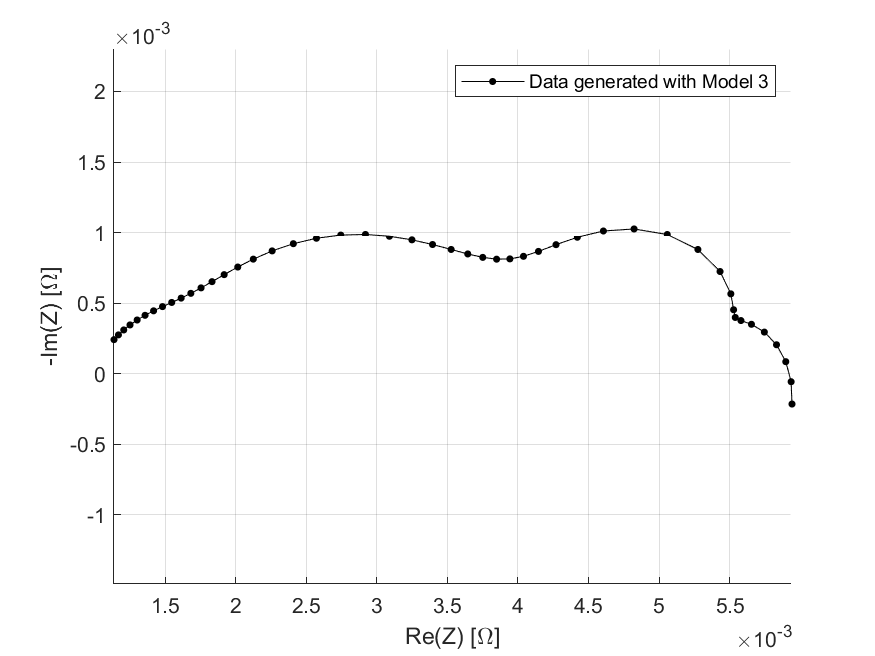 ×10⁻³
Data generated with Model 3
2
1.5
1
0.5
0
-0.5
-1
-Im(Z) [Ω]
1.5 2 2.5 3 3.5 4 4.5 5 5.5
Re(Z) [Ω]
×10⁻³